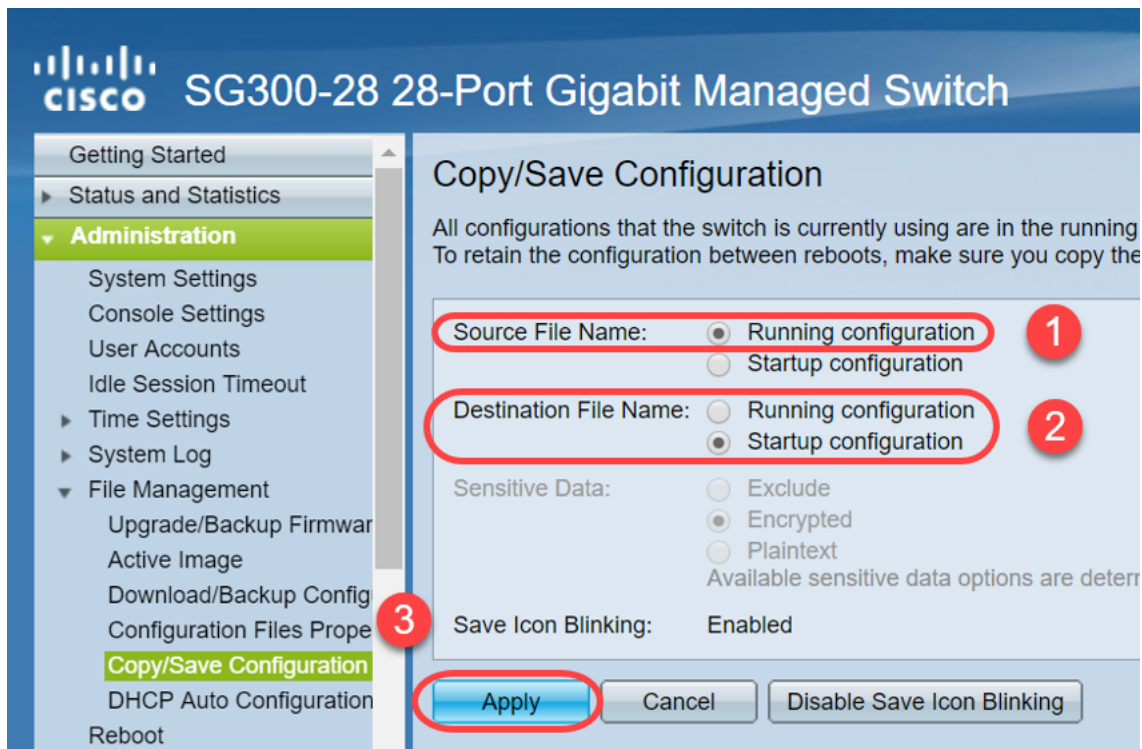 CISCO
SG300-28 28-Port Gigabit Managed Switch
Getting Started
Status and Statistics
Administration
System Settings
Console Settings
User Accounts
Idle Session Timeout
Time Settings
System Log
File Management
Upgrade/Backup Firmwar
Active Image
Download/Backup Config
Configuration Files Prope
Copy/Save Configuration
DHCP Auto Configuration
Reboot
Copy/Save Configuration
All configurations that the switch is currently using are in the running
To retain the configuration between reboots, make sure you copy the
Source File Name: Running configuration 1
Startup configuration
Destination File Name: Running configuration 2
Startup configuration
Sensitive Data: Exclude
Encrypted
Plaintext
Available sensitive data options are deterr
3 Save Icon Blinking: Enabled
Apply Cancel Disable Save Icon Blinking